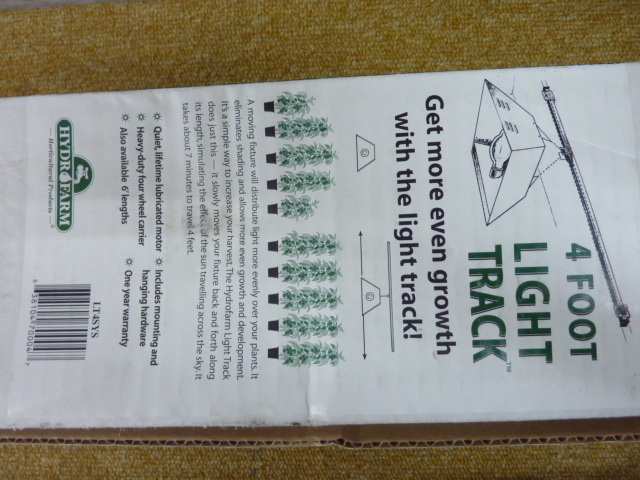 4 FOOT
LIGHT
TRACK™
Get more even growth
with the light track!
A moving fixture will distribute light more evenly over your plants. It
eliminates shading and allows more even growth and development.
It's a simple way to increase your harvest. The Hydrofarm Light Track
does just this — it slowly moves your fixture back and forth along
its length, simulating the effect of the sun travelling across the sky. It
takes about 7 minutes to travel 4 feet.
Quiet, lifetime lubricated motor
Heavy-duty four wheel carrier
Also available 6' lengths
Includes mounting and
hanging hardware
One year warranty
HYDROFARM
— Horticultural Products —
LT4SYS